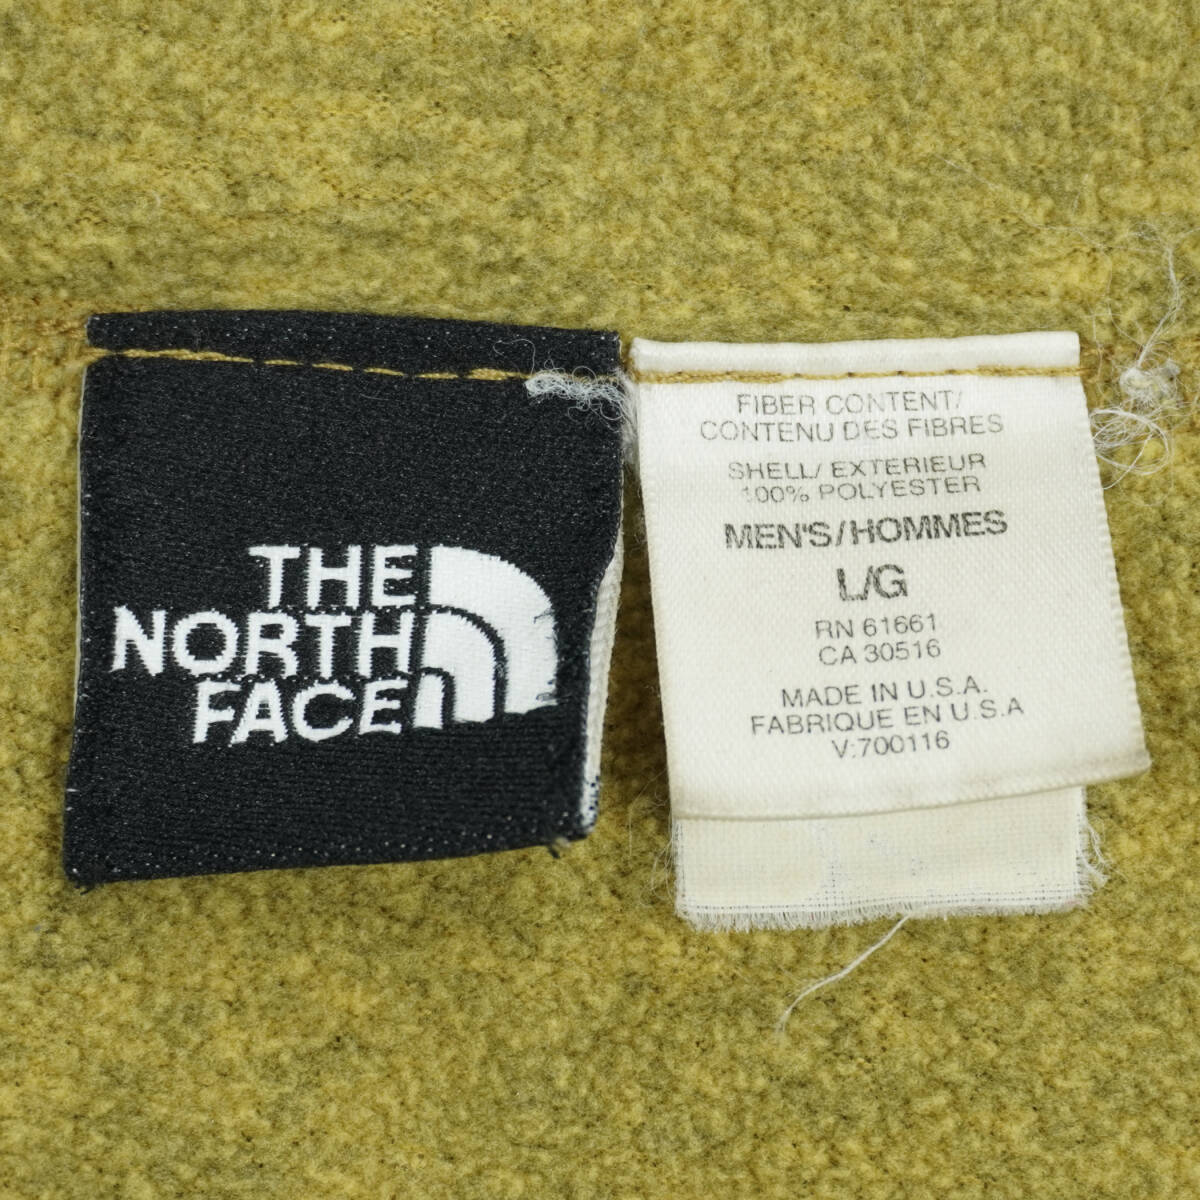 THE
NORTH
FACE
FIBER CONTENT/
CONTENU DES FIBRES
SHELL/ EXTERIEUR
100% POLYESTER
MEN'S/HOMMES
L/G
RN 61661
CA 30516
MADE IN U.S.A.
FABRIQUE EN U.S.A
V:700116